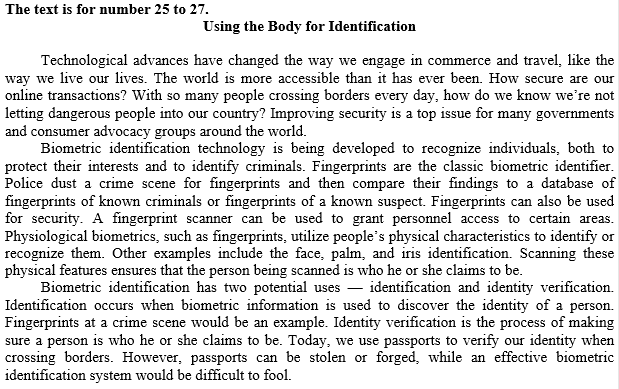 The text is for number 25 to 27.
Using the Body for Identification
Technological advances have changed the way we engage in commerce and travel, like the
way we live our lives. The world is more accessible than it has ever been. How secure are our
online transactions? With so many people crossing borders every day, how do we know we're not
letting dangerous people into our country? Improving security is a top issue for many governments
and consumer advocacy groups around the world.
Biometric identification technology is being developed to recognize individuals, both to
protect their interests and to identify criminals. Fingerprints are the classic biometric identifier.
Police dust a crime scene for fingerprints and then compare their findings to a database of
fingerprints of known criminals or fingerprints of a known suspect. Fingerprints can also be used
for security. A fingerprint scanner can be used to grant personnel access to certain areas.
Physiological biometrics, such as fingerprints, utilize people's physical characteristics to identify or
recognize them. Other examples include the face, palm, and iris identification. Scanning these
physical features ensures that the person being scanned is who he or she claims to be.
Biometric identification has two potential uses — identification and identity verification.
Identification occurs when biometric information is used to discover the identity of a person.
Fingerprints at a crime scene would be an example. Identity verification is the process of making
sure a person is who he or she claims to be. Today, we use passports to verify our identity when
crossing borders. However, passports can be stolen or forged, while an effective biometric
identification system would be difficult to fool.